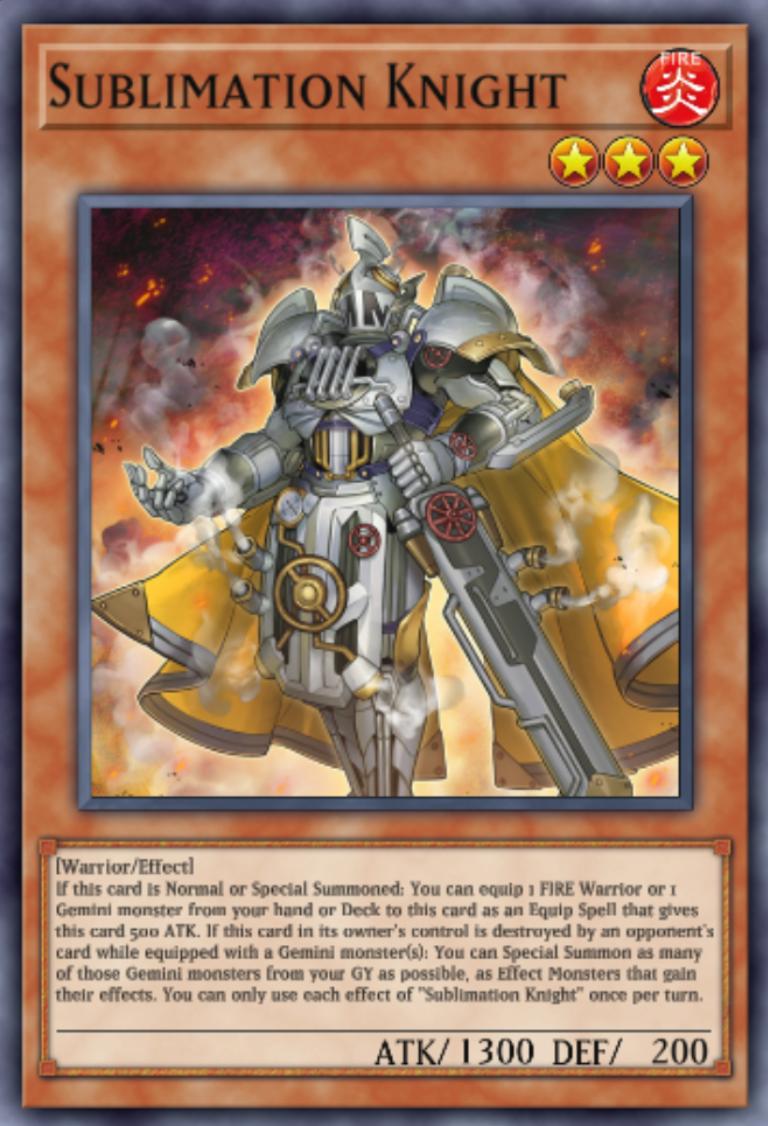 SUBLIMATION KNIGHT
FIRE
炎
[Warrior/Effect]
If this card is Normal or Special Summoned: You can equip 1 FIRE Warrior or 1
Gemini monster from your hand or Deck to this card as an Equip Spell that gives
this card 500 ATK. If this card in its owner's control is destroyed by an opponent's
card while equipped with a Gemini monster(s): You can Special Summon as many
of those Gemini monsters from your GY as possible, as Effect Monsters that gain
their effects. You can only use each effect of "Sublimation Knight" once per turn.
ATK/ 1300 DEF/ 200